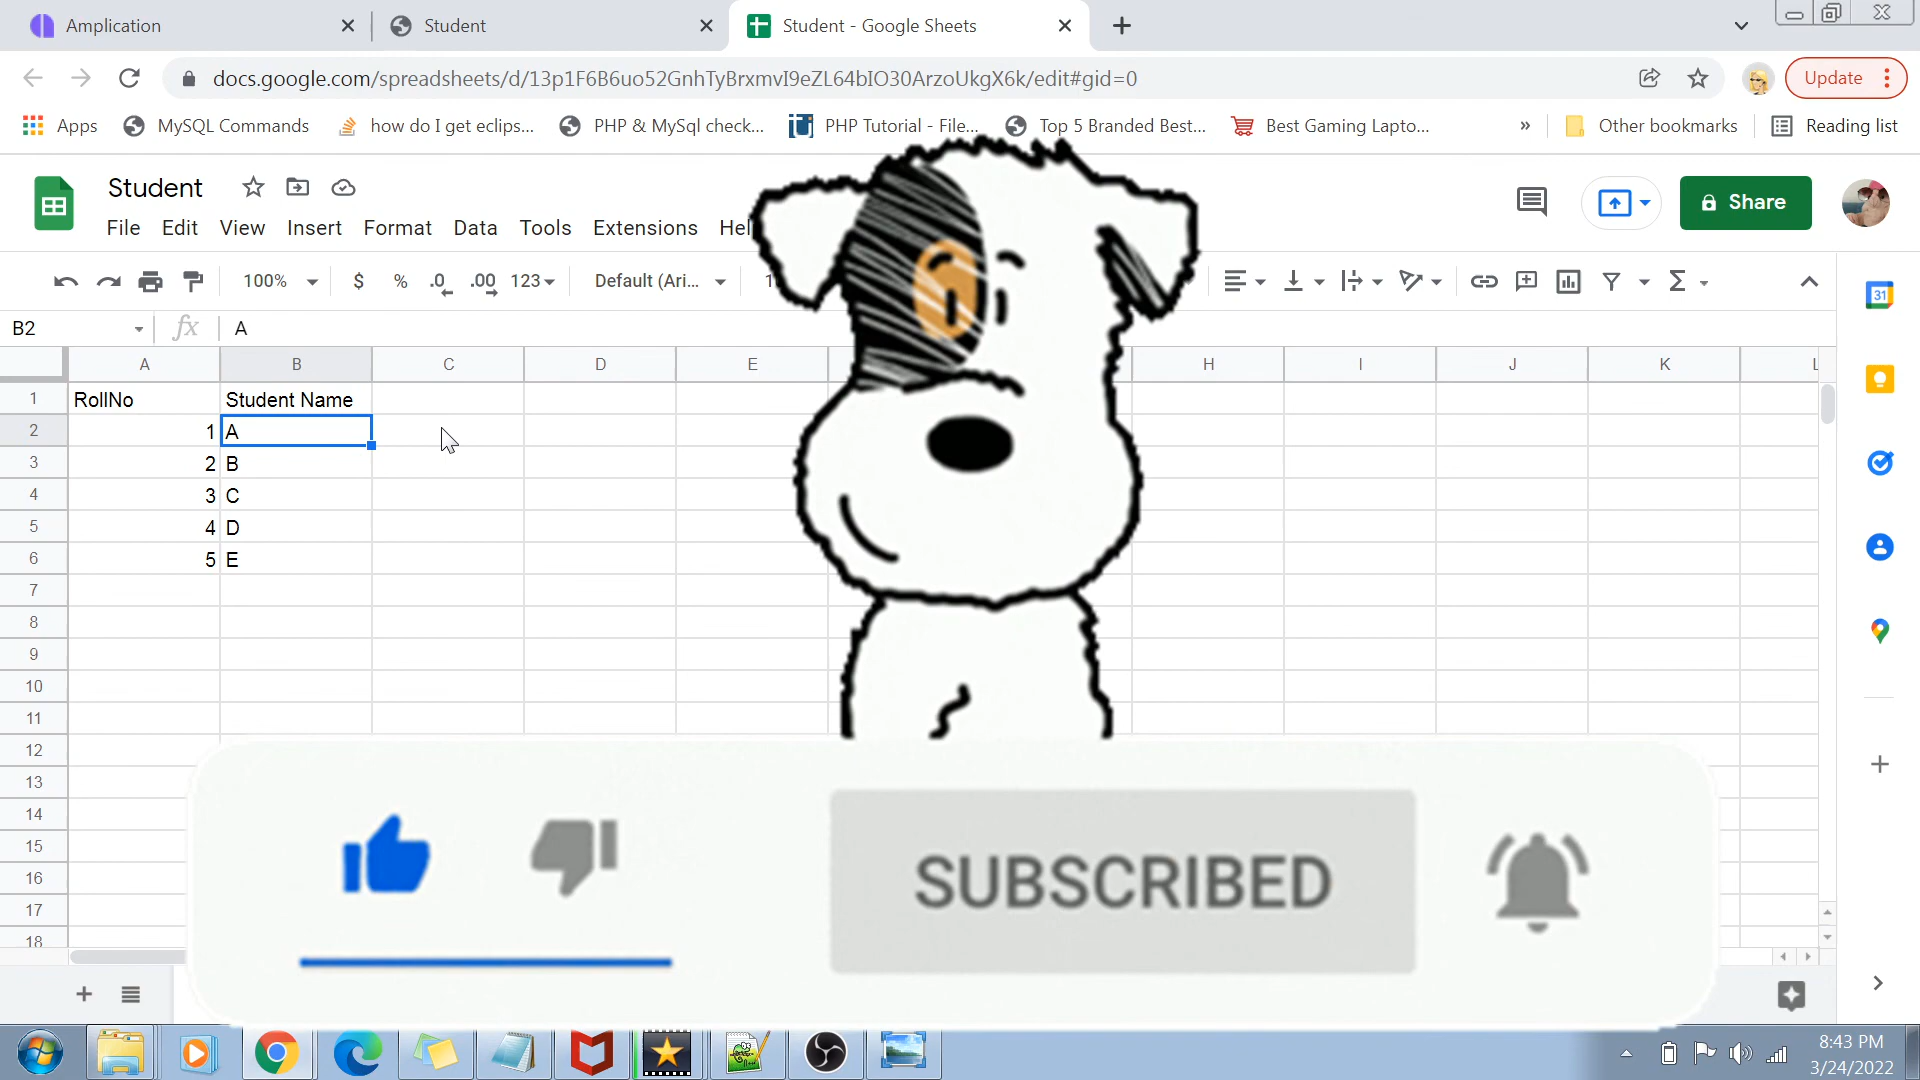 Amplication
Student
Student - Google Sheets
docs.google.com/spreadsheets/d/13p1F6B6uo52GnhTyBrxmvI9eZL64bIO30ArzoUkgX6k/edit#gid=0
Update
Apps
MySQL Commands
how do I get eclips...
PHP & MySql check...
PHP Tutorial - File...
Top 5 Branded Best...
Best Gaming Lapto...
»
Other bookmarks
Reading list
Student
File Edit View Insert Format Data Tools Extensions Hel
Share
100% $ % .0 .00 123 Default (Ari... 1
31
B2 fx A
A B C D E H I J K L
1 RollNo Student Name
2 1 A
3 2 B
4 3 C
5 4 D
6 5 E
7
8
9
10
11
12
13
14
15
16
17
18
SUBSCRIBED
8:43 PM
3/24/2022